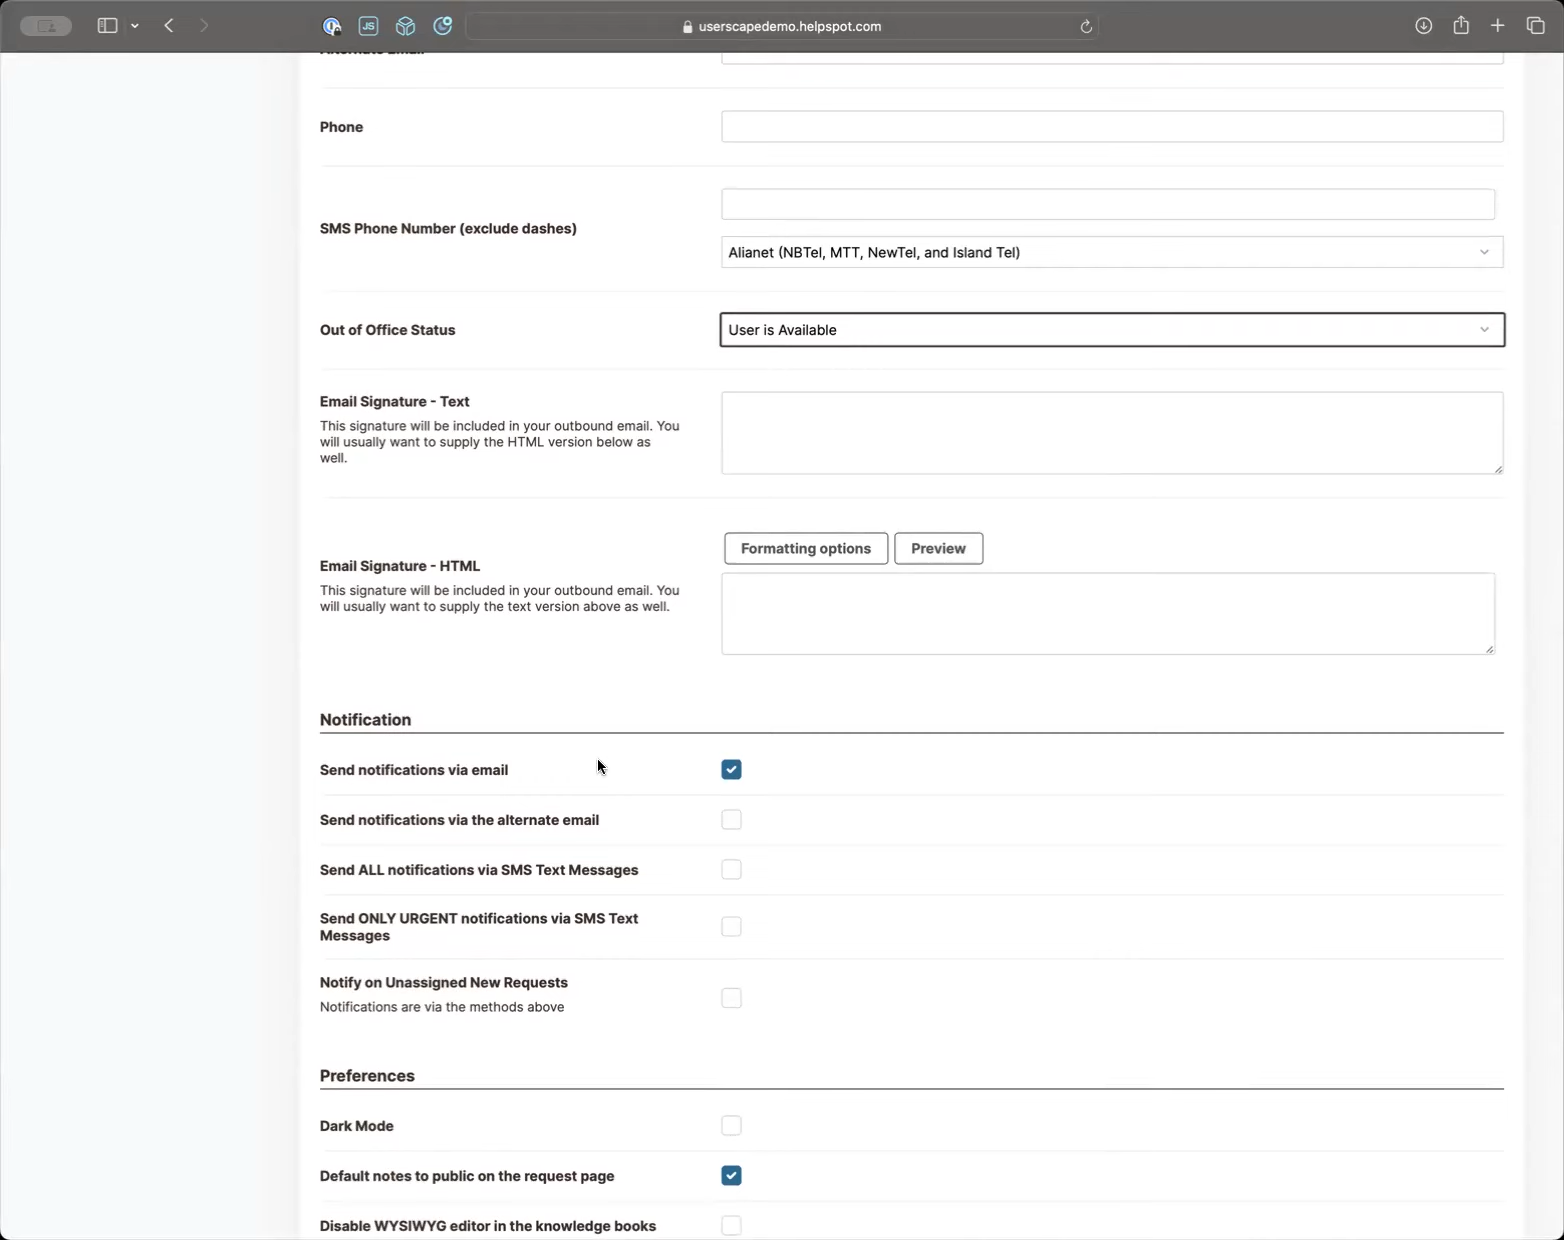 JS
userscapedemo.helpspot.com
Alternate Email
Phone
SMS Phone Number (exclude dashes)
Alianet (NBTel, MTT, NewTel, and Island Tel)
Out of Office Status
User is Available
Email Signature - Text
This signature will be included in your outbound email. You
will usually want to supply the HTML version below as
well.
Formatting options
Preview
Email Signature - HTML
This signature will be included in your outbound email. You
will usually want to supply the text version above as well.
Notification
Send notifications via email
Send notifications via the alternate email
Send ALL notifications via SMS Text Messages
Send ONLY URGENT notifications via SMS Text
Messages
Notify on Unassigned New Requests
Notifications are via the methods above
Preferences
Dark Mode
Default notes to public on the request page
Disable WYSIWYG editor in the knowledge books